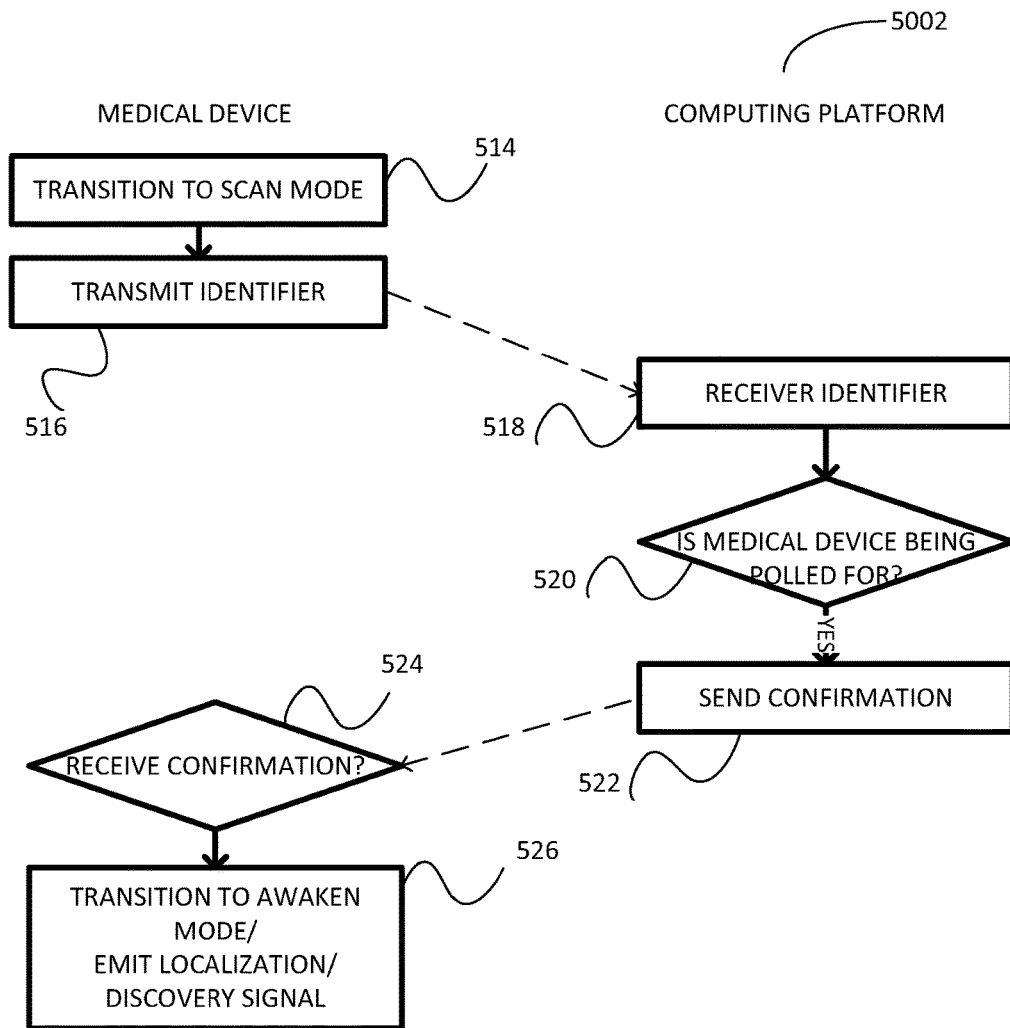 5002
MEDICAL DEVICE
COMPUTING PLATFORM
514
TRANSITION TO SCAN MODE
TRANSMIT IDENTIFIER
516
RECEIVER IDENTIFIER
518
IS MEDICAL DEVICE BEING
POLLED FOR?
520
YES
524
SEND CONFIRMATION
RECEIVE CONFIRMATION?
522
526
TRANSITION TO AWAKEN
MODE/
EMIT LOCALIZATION/
DISCOVERY SIGNAL